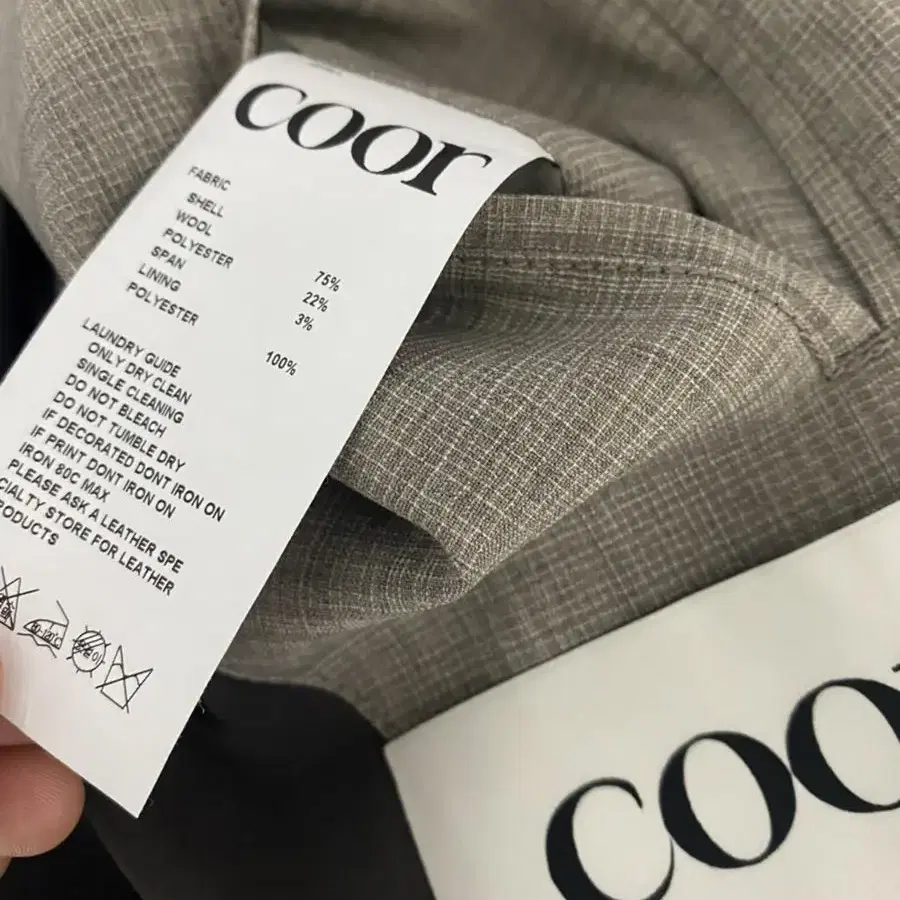 coor
FABRIC
SHELL
WOOL 75%
POLYESTER 22%
SPAN 3%
LINING
POLYESTER 100%
LAUNDRY GUIDE
ONLY DRY CLEAN
SINGLE CLEANING
DO NOT BLEACH
DO NOT TUMBLE DRY
IF DECORATED DONT IRON ON
IF PRINT DONT IRON ON
IRON 80C MAX
PLEASE ASK A LEATHER SPE
CIALTY STORE FOR LEATHER
PRODUCTS
coo